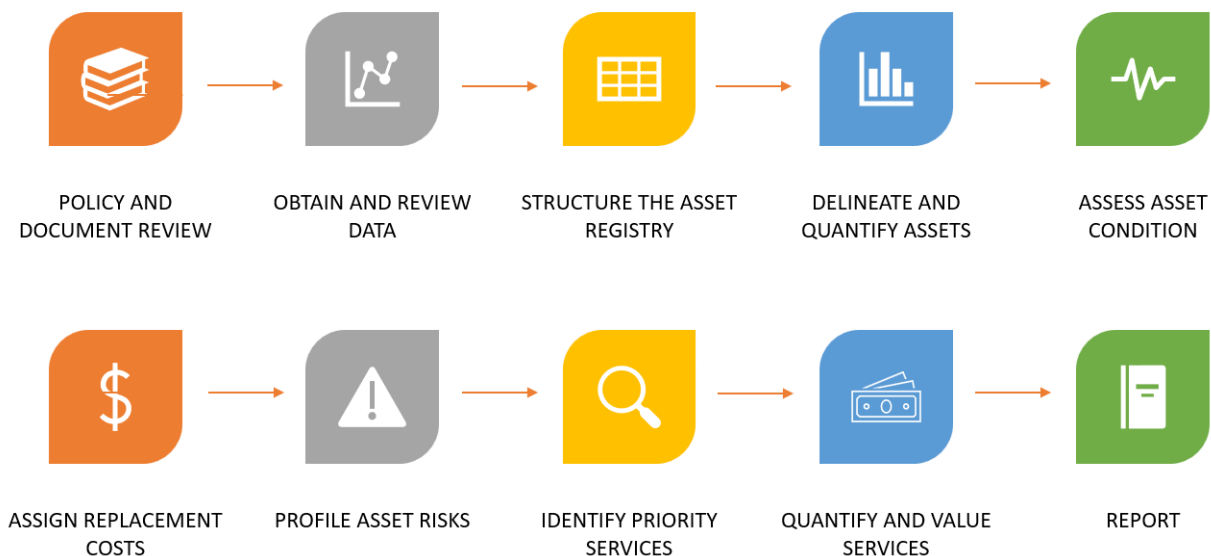 POLICY AND
DOCUMENT REVIEW
OBTAIN AND REVIEW
DATA
STRUCTURE THE ASSET
REGISTRY
DELINEATE AND
QUANTIFY ASSETS
ASSESS ASSET
CONDITION
ASSIGN REPLACEMENT
COSTS
PROFILE ASSET RISKS
IDENTIFY PRIORITY
SERVICES
QUANTIFY AND VALUE
SERVICES
REPORT